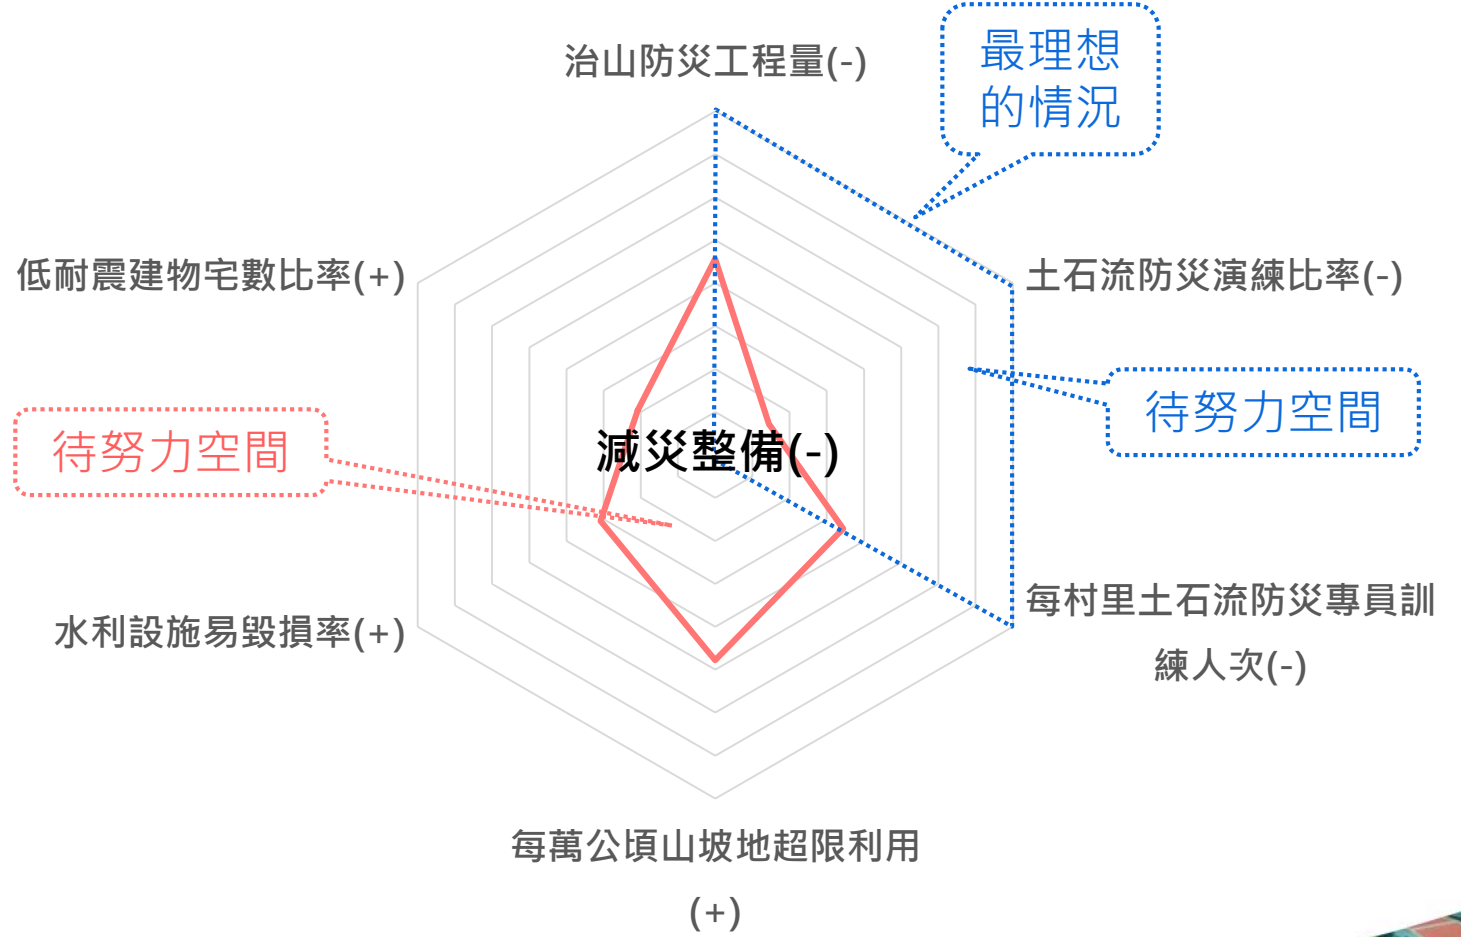 最理想
的情況
治山防災工程量(-)
低耐震建物宅數比率(+)
土石流防災演練比率(-)
待努力空間
待努力空間
減災整備(-)
水利設施易毀損率(+)
每村里土石流防災專員訓
練人次(-)
每萬公頃山坡地超限利用
(+)